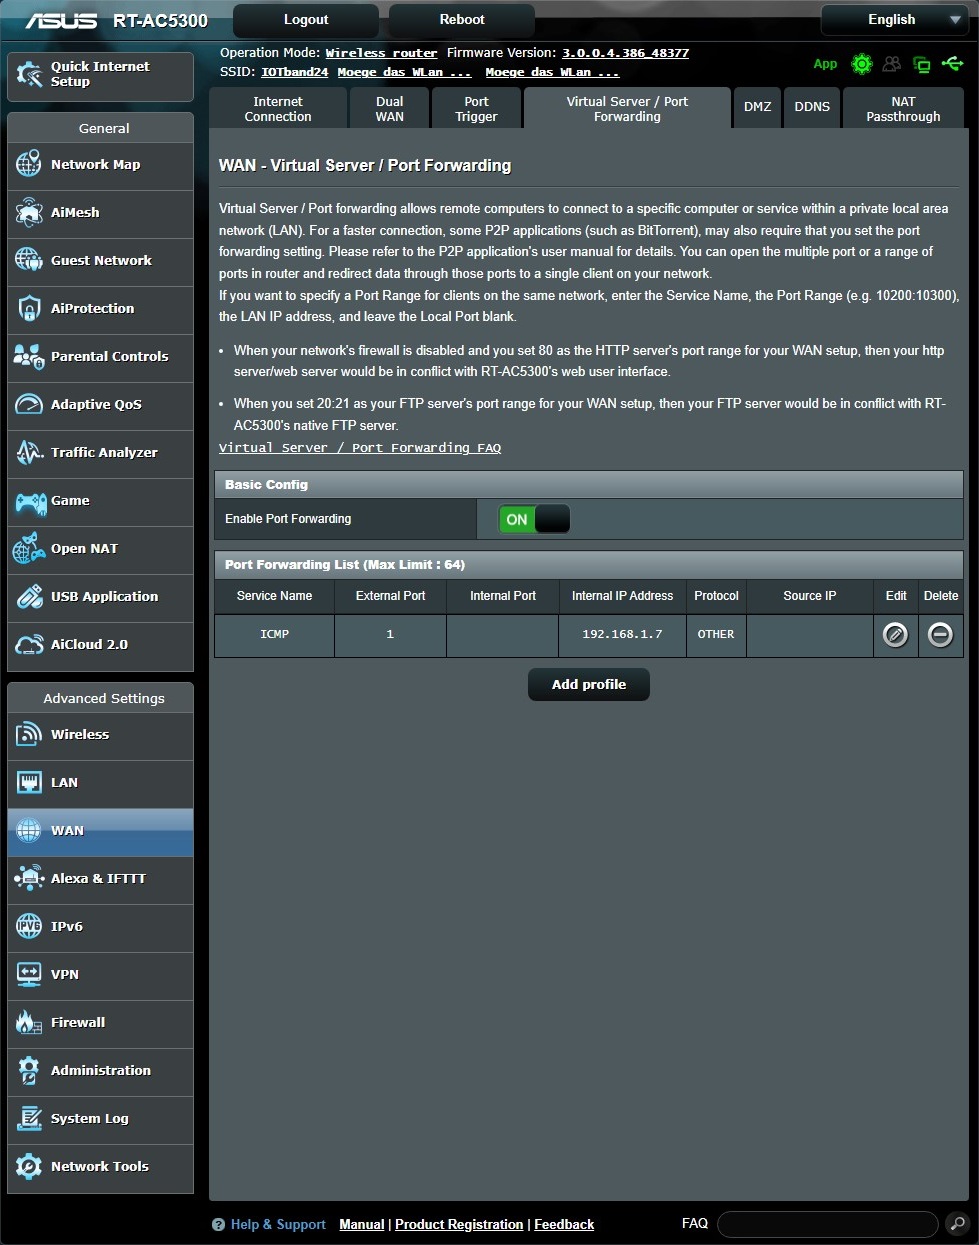 ASUS RT-AC5300 Logout Reboot English
Operation Mode: Wireless router Firmware Version: 3.0.0.4.386_48377
SSID: IOTband24 Moege das WLan ... Moege das WLan ...
App
Quick Internet
Setup
General
Network Map
AiMesh
Guest Network
AiProtection
Parental Controls
Adaptive QoS
Traffic Analyzer
Game
Open NAT
USB Application
AiCloud 2.0
Advanced Settings
Wireless
LAN
WAN
Alexa & IFTTT
IPv6
VPN
Firewall
Administration
System Log
Network Tools
Internet
Connection
Dual
WAN
Port
Trigger
Virtual Server / Port
Forwarding
DMZ
DDNS
NAT
Passthrough
WAN - Virtual Server / Port Forwarding
Virtual Server / Port forwarding allows remote computers to connect to a specific computer or service within a private local area
network (LAN). For a faster connection, some P2P applications (such as BitTorrent), may also require that you set the port
forwarding setting. Please refer to the P2P application's user manual for details. You can open the multiple port or a range of
ports in router and redirect data through those ports to a single client on your network.
If you want to specify a Port Range for clients on the same network, enter the Service Name, the Port Range (e.g. 10200:10300),
the LAN IP address, and leave the Local Port blank.
• When your network's firewall is disabled and you set 80 as the HTTP server's port range for your WAN setup, then your http
server/web server would be in conflict with RT-AC5300's web user interface.
• When you set 20:21 as your FTP server's port range for your WAN setup, then your FTP server would be in conflict with RT-
AC5300's native FTP server.
Virtual Server / Port Forwarding FAQ
Basic Config
Enable Port Forwarding ON
Port Forwarding List (Max Limit : 64)
Service Name External Port Internal Port Internal IP Address Protocol Source IP Edit Delete
ICMP 1 192.168.1.7 OTHER
Add profile
? Help & Support Manual | Product Registration | Feedback FAQ